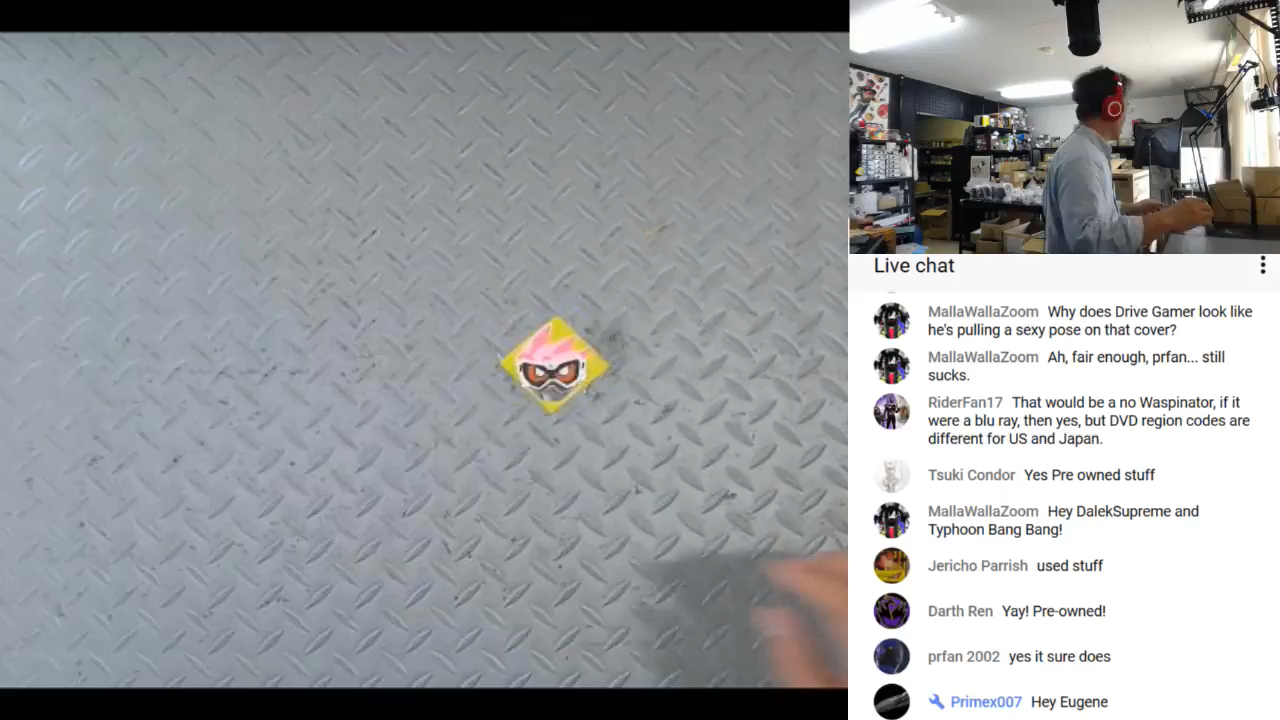 Live chat
MallaWallaZoom Why does Drive Gamer look like
he's pulling a sexy pose on that cover?
MallaWallaZoom Ah, fair enough, prfan... still
sucks.
RiderFan17 That would be a no Waspinator, if it
were a blu ray, then yes, but DVD region codes are
different for US and Japan.
Tsuki Condor Yes Pre owned stuff
MallaWallaZoom Hey DalekSupreme and
Typhoon Bang Bang!
Jericho Parrish used stuff
Darth Ren Yay! Pre-owned!
prfan 2002 yes it sure does
Primex007 Hey Eugene